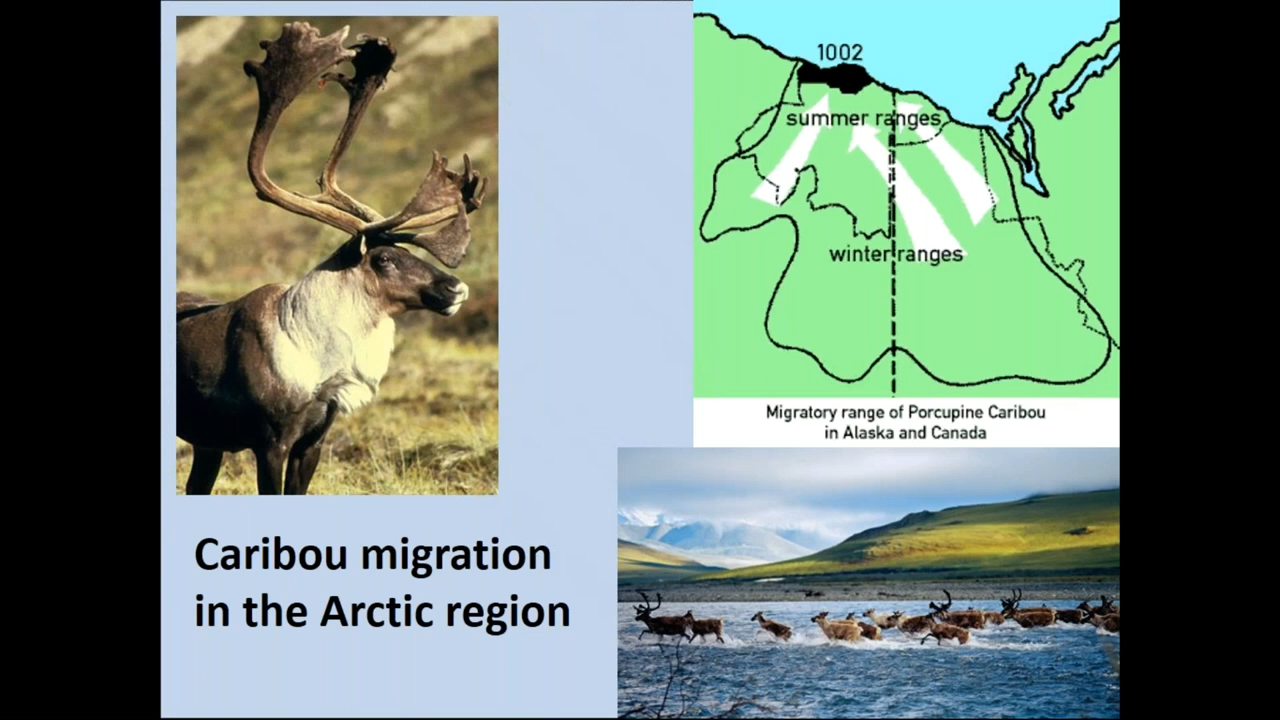 1002
summer ranges
winter ranges
Migratory range of Porcupine Caribou
in Alaska and Canada
Caribou migration
in the Arctic region